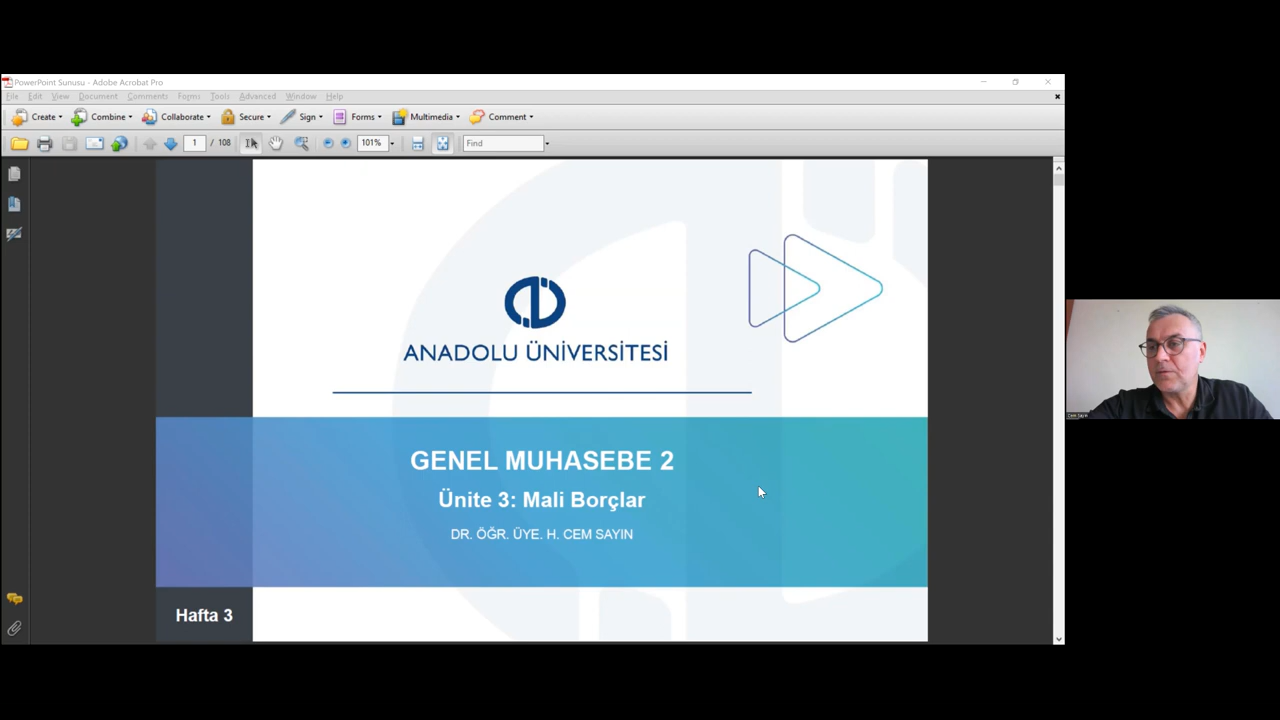 PowerPoint Sunusu - Adobe Acrobat Pro
File Edit View Document Comments Forms Tools Advanced Window Help
Create Combine Collaborate Secure Sign Forms Multimedia Comment
1 / 108 101% Find
ANADOLU ÜNİVERSİTESİ
GENEL MUHASEBE 2
Ünite 3: Mali Borçlar
DR. ÖĞR. ÜYE. H. CEM SAYIN
Hafta 3
Cem Sayın